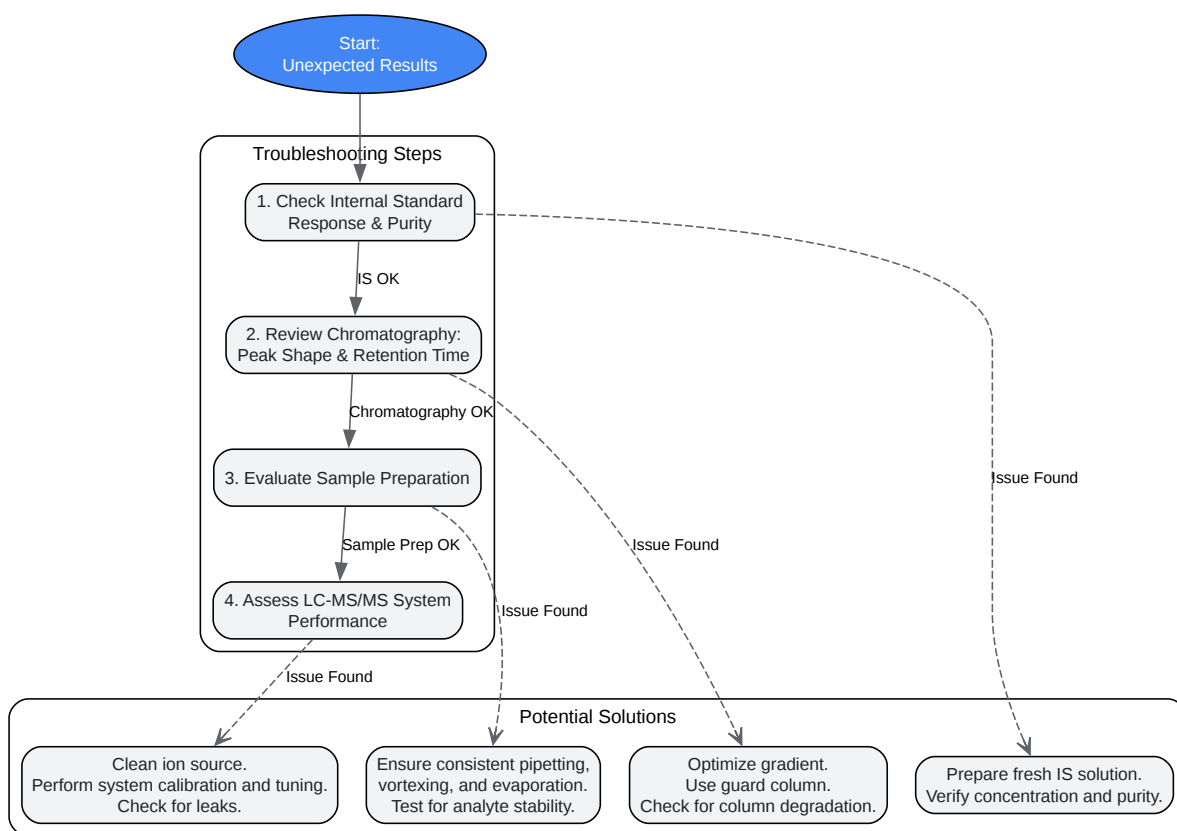 Start:
Unexpected Results
Troubleshooting Steps
1. Check Internal Standard
Response & Purity
IS OK
2. Review Chromatography:
Peak Shape & Retention Time
Chromatography OK
3. Evaluate Sample Preparation
Issue Found
Sample Prep OK
Issue Found
4. Assess LC-MS/MS System
Performance
Issue Found
Issue Found
Potential Solutions
Clean ion source.
Perform system calibration and tuning.
Check for leaks.
Ensure consistent pipetting,
vortexing, and evaporation.
Test for analyte stability.
Optimize gradient.
Use guard column.
Check for column degradation.
Prepare fresh IS solution.
Verify concentration and purity.